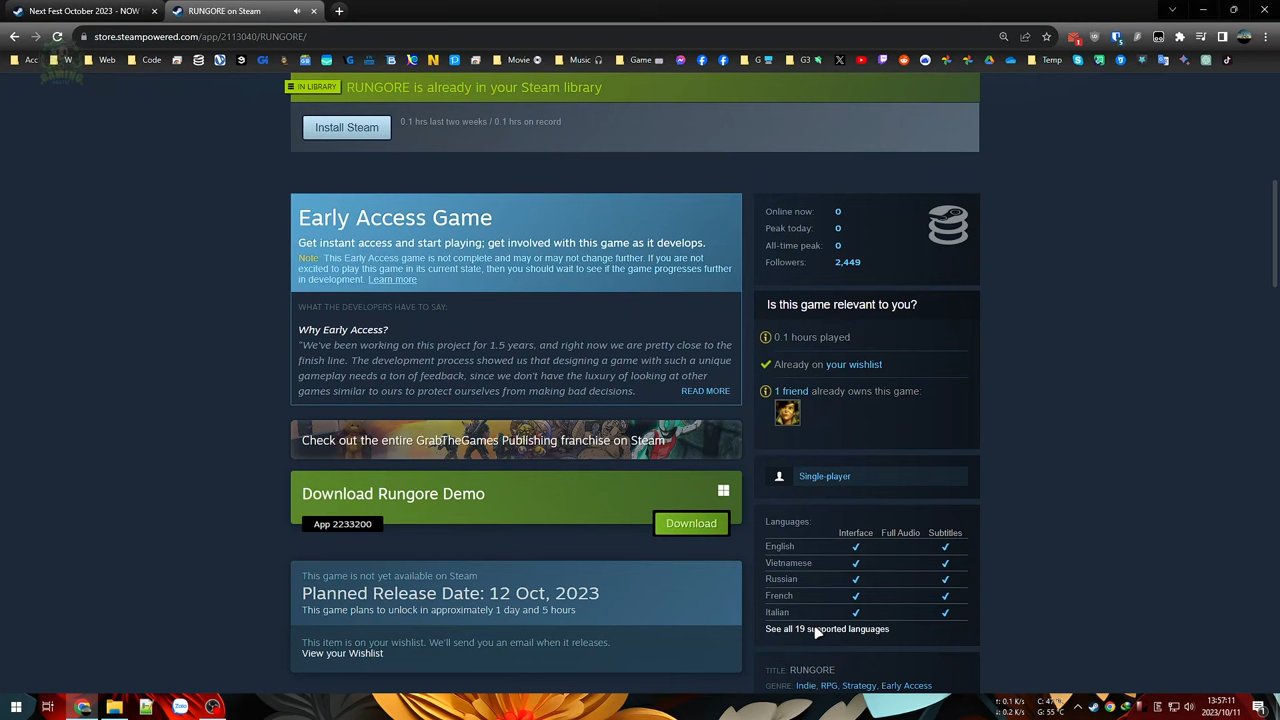 Next Fest October 2023 - NOW
RUNGORE on Steam
store.steampowered.com/app/2113040/RUNGORE/
Acc
Web
Codin
Movie
Music
Game
G3
Temp
IN LIBRARY
RUNGORE is already in your Steam library
Install Steam
0.1 hrs last two weeks / 0.1 hrs on record
Early Access Game
Get instant access and start playing; get involved with this game as it develops.
Note: This Early Access game is not complete and may or may not change further. If you are not
excited to play this game in its current state, then you should wait to see if the game progresses further
in development. Learn more
WHAT THE DEVELOPERS HAVE TO SAY:
Why Early Access?
"We've been working on this project for 1.5 years, and right now we are pretty close to the
finish line. The development process showed us that designing a game with such a unique
gameplay needs a ton of feedback, since we don't have the luxury of looking at other
games similar to ours to protect ourselves from making bad decisions.
READ MORE
Check out the entire GrabTheGames Publishing franchise on Steam
Download Rungore Demo
App 2233200
Download
This game is not yet available on Steam
Planned Release Date: 12 Oct, 2023
This game plans to unlock in approximately 1 day and 5 hours
This item is on your wishlist. We'll send you an email when it releases.
View your Wishlist
Online now: 0
Peak today: 0
All-time peak: 0
Followers: 2,449
Is this game relevant to you?
0.1 hours played
Already on your wishlist
1 friend already owns this game:
Single-player
Languages:
Interface Full Audio Subtitles
English
Vietnamese
Russian
French
Italian
See all 19 supported languages
TITLE: RUNGORE
GENRE: Indie, RPG, Strategy, Early Access
Zalo
13:57:11
2023/10/11